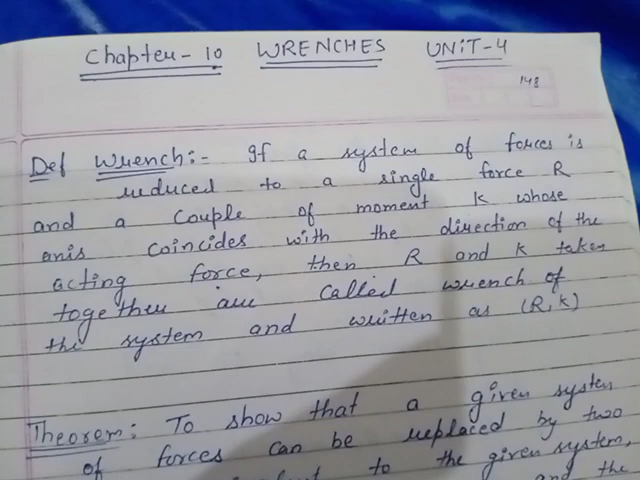 Chapter - 10 WRENCHES UNIT-4
148
Def Wrench:- If a system of forces is
reduced to a single force R
and a couple of moment K whose
axis coincides with the direction of the
acting force, then R and K taken
together are called wrench of
the system and written as (R,K)
Theorem: To show that a given system
of forces can be replaced by two
to the given system,
and the